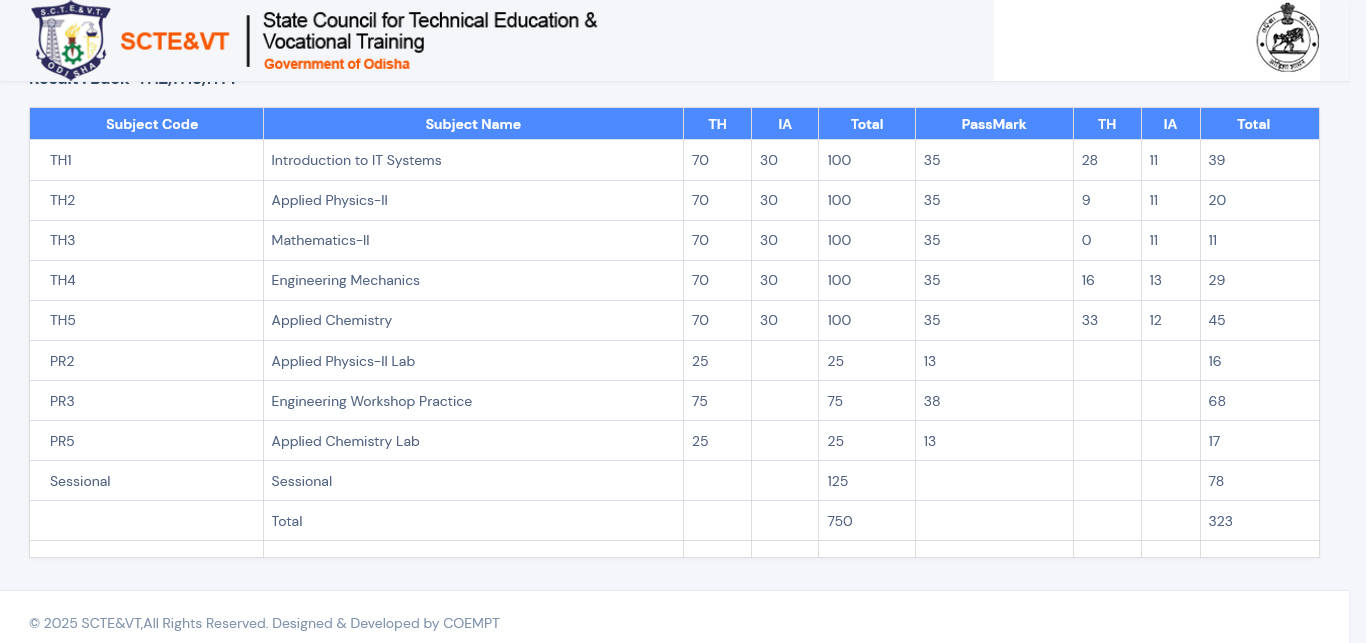 S.C.T.E.&V.T.
ODISHA
SCTE&VT
State Council for Technical Education &
Vocational Training
Government of Odisha
Subject Code Subject Name TH IA Total PassMark TH IA Total
TH1 Introduction to IT Systems 70 30 100 35 28 11 39
TH2 Applied Physics-II 70 30 100 35 9 11 20
TH3 Mathematics-II 70 30 100 35 0 11 11
TH4 Engineering Mechanics 70 30 100 35 16 13 29
TH5 Applied Chemistry 70 30 100 35 33 12 45
PR2 Applied Physics-II Lab 25 25 13 16
PR3 Engineering Workshop Practice 75 75 38 68
PR5 Applied Chemistry Lab 25 25 13 17
Sessional Sessional 125 78
Total 750 323
© 2025 SCTE&VT,All Rights Reserved. Designed & Developed by COEMPT